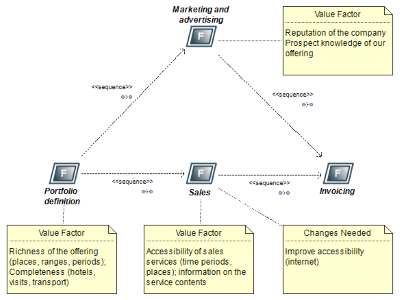 Marketing and
advertising
F
Value Factor
Reputation of the company
Prospect knowledge of our
offering
<<sequence>>
<<sequence>>
F
Portfolio
definition
<<sequence>>
F
Sales
<<sequence>>
F
Invoicing
Value Factor
Richness of the offering
(places, ranges, periods);
Completeness (hotels,
visits, transport)
Value Factor
Accessibility of sales
services (time periods,
places); information on the
service contents
Changes Needed
Improve accessibility
(internet)